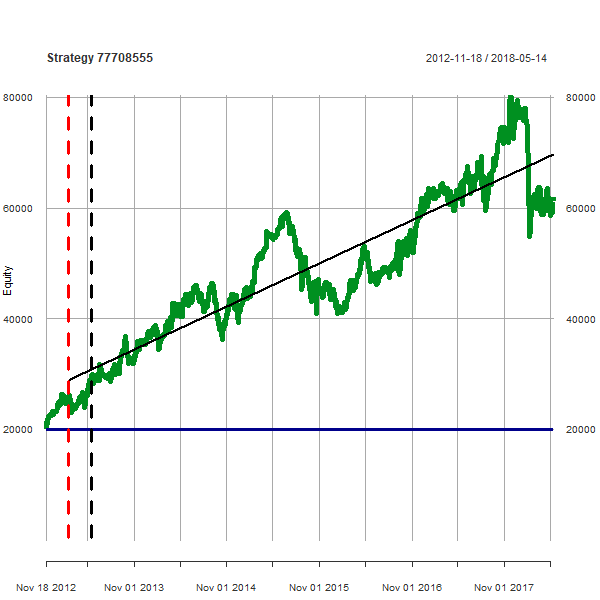 Strategy 77708555 2012-11-18 / 2018-05-14
80000 80000
60000 60000
Equity
40000 40000
20000 20000
Nov 18 2012 Nov 01 2013 Nov 01 2014 Nov 01 2015 Nov 01 2016 Nov 01 2017